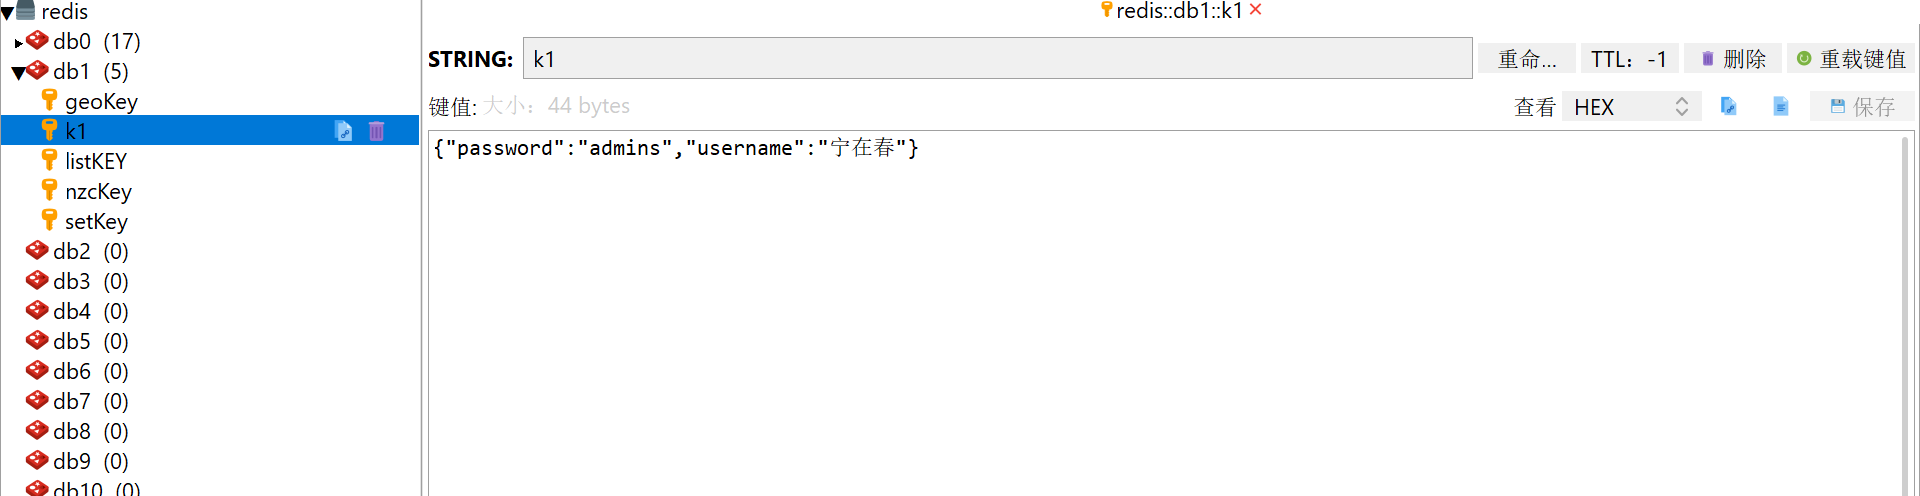 redis
db0 (17)
db1 (5)
geoKey
k1
listKEY
nzcKey
setKey
db2 (0)
db3 (0)
db4 (0)
db5 (0)
db6 (0)
db7 (0)
db8 (0)
db9 (0)
db10 (0)
redis::db1::k1
STRING: k1 重命... TTL：-1 删除 重载键值
键值: 大小：44 bytes 查看 HEX 保存
{"password":"admins","username":"宁在春"}